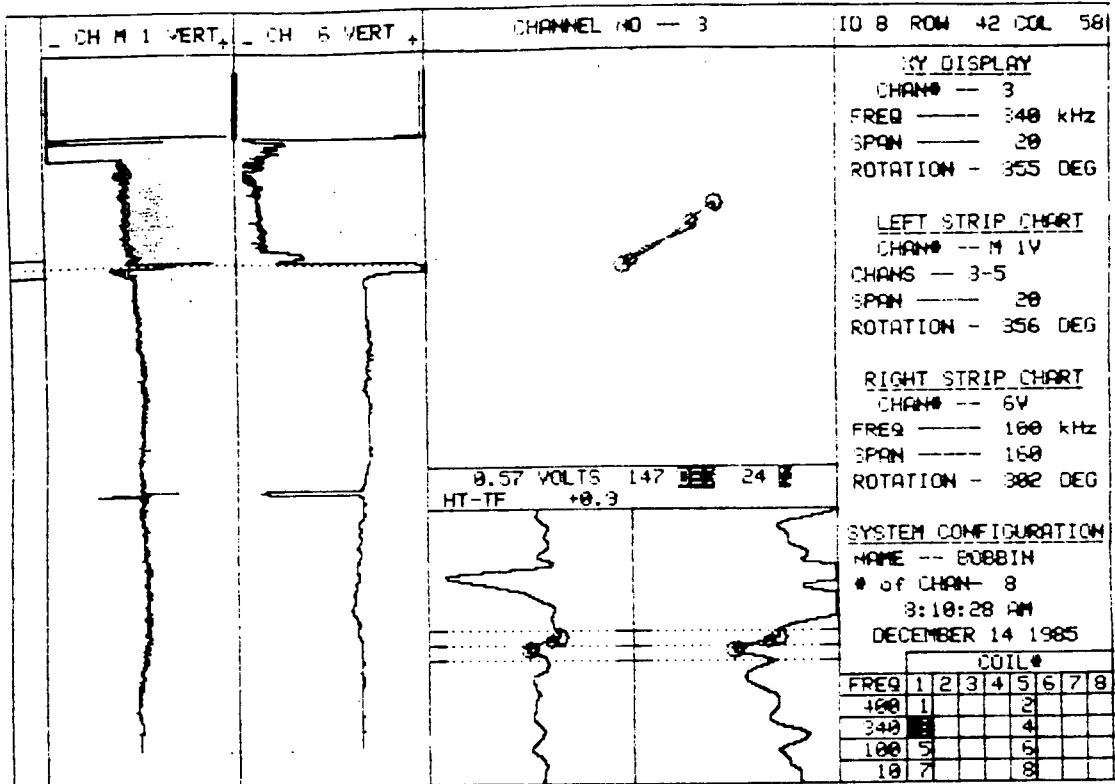 _ CH M 1 VERT +
_ CH 6 VERT +
CHANNEL NO -- 3
IO 8 ROW 42 COL 58
XY DISPLAY
CHAN# -- 3
FREQ ---- 340 kHz
SPAN ---- 20
ROTATION - 355 DEG
LEFT STRIP CHART
CHAN# -- M 1V
CHANS -- 3-5
SPAN ---- 20
ROTATION - 356 DEG
RIGHT STRIP CHART
CHAN# -- 6V
FREQ ---- 100 kHz
SPAN ---- 160
ROTATION - 302 DEG
0.57 VOLTS 147 DEG 24
HT-TF +0.3
SYSTEM CONFIGURATION
NAME -- BOBBIN
# of CHAN- 8
8:10:28 AM
DECEMBER 14 1985
COIL#
FREQ 1 2 3 4 5 6 7 8
400 1 2
340 4
100 5 6
10 7 8